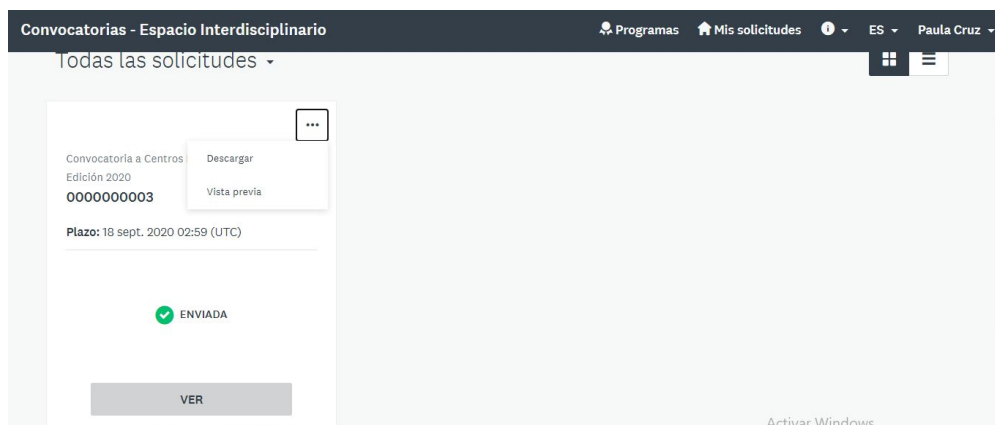 Convocatorias - Espacio Interdisciplinario
Programas
Mis solicitudes
ES
Paula Cruz
Todas las solicitudes
Convocatoria a Centros
Edición 2020
0000000003
Descargar
Vista previa
Plazo: 18 sept. 2020 02:59 (UTC)
ENVIADA
VER
Activar Windows